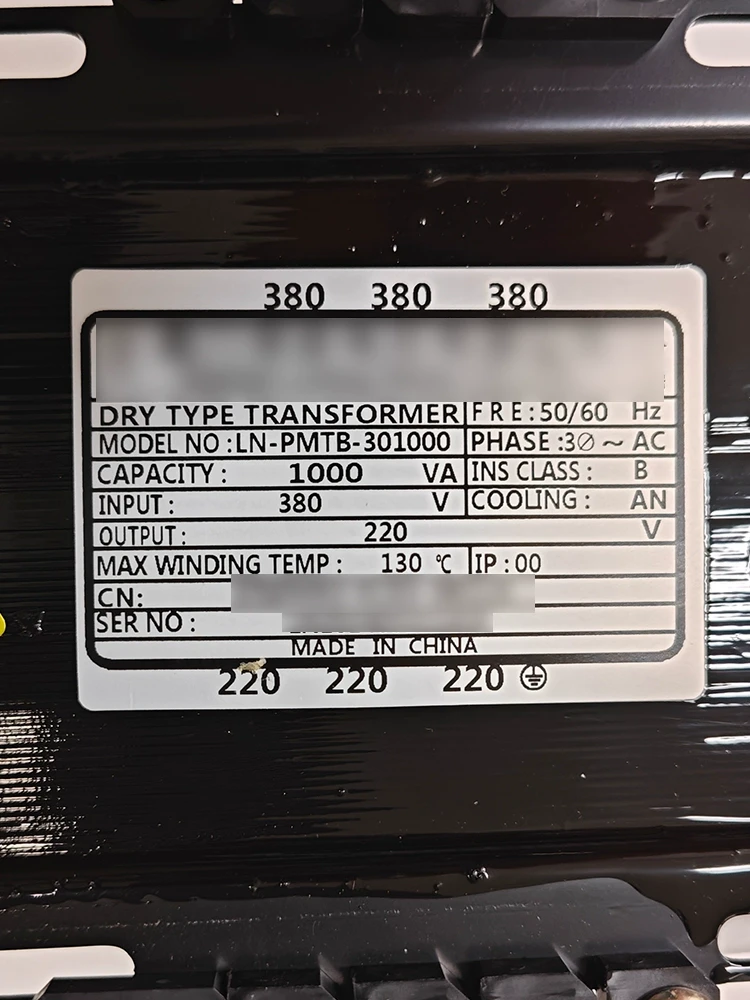 380 380 380
DRY TYPE TRANSFORMER FRE:50/60 Hz
MODEL NO:LN-PMTB-301000 PHASE:3∅~AC
CAPACITY: 1000 VA INS CLASS: B
INPUT: 380 V COOLING: AN
OUTPUT: 220 V
MAX WINDING TEMP: 130 ℃ IP:00
CN:
SER NO:
MADE IN CHINA
220 220 220